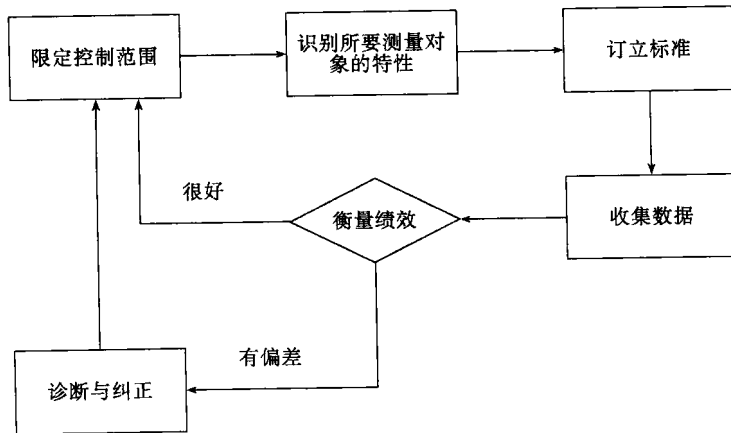 限定控制范围
识别所要测量对
象的特性
订立标准
很好
衡量绩效
收集数据
有偏差
诊断与纠正